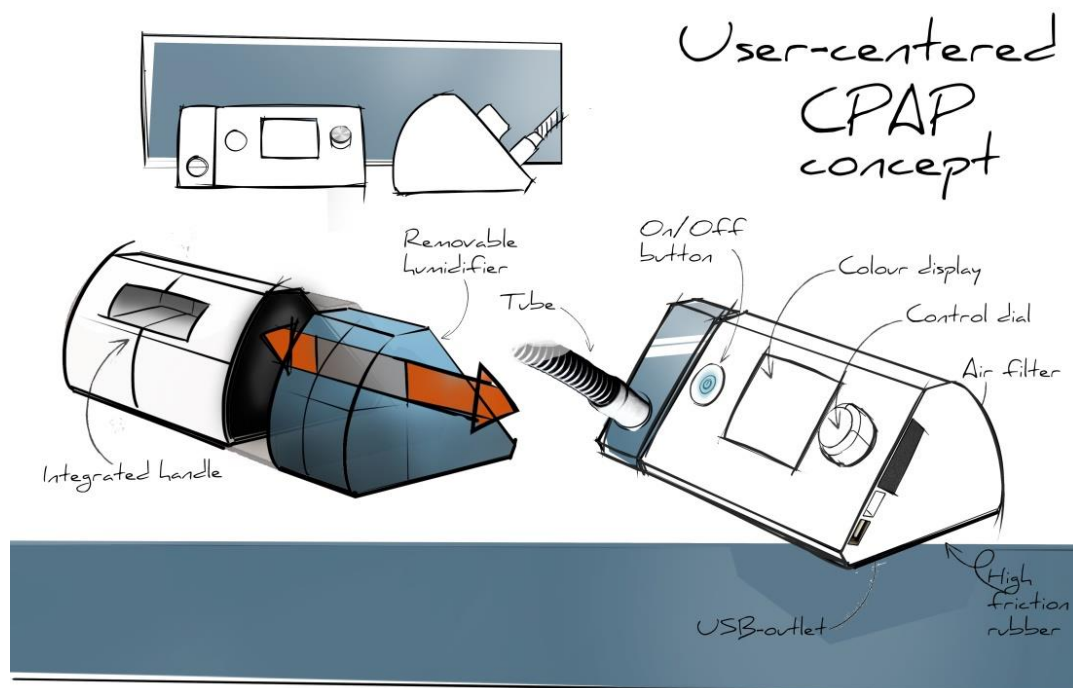 User-centered
CPAP
concept
Removable
humidifier
On/Off
button
Colour display
Tube
Control dial
Air filter
Integrated handle
High
friction
rubber
USB-outlet